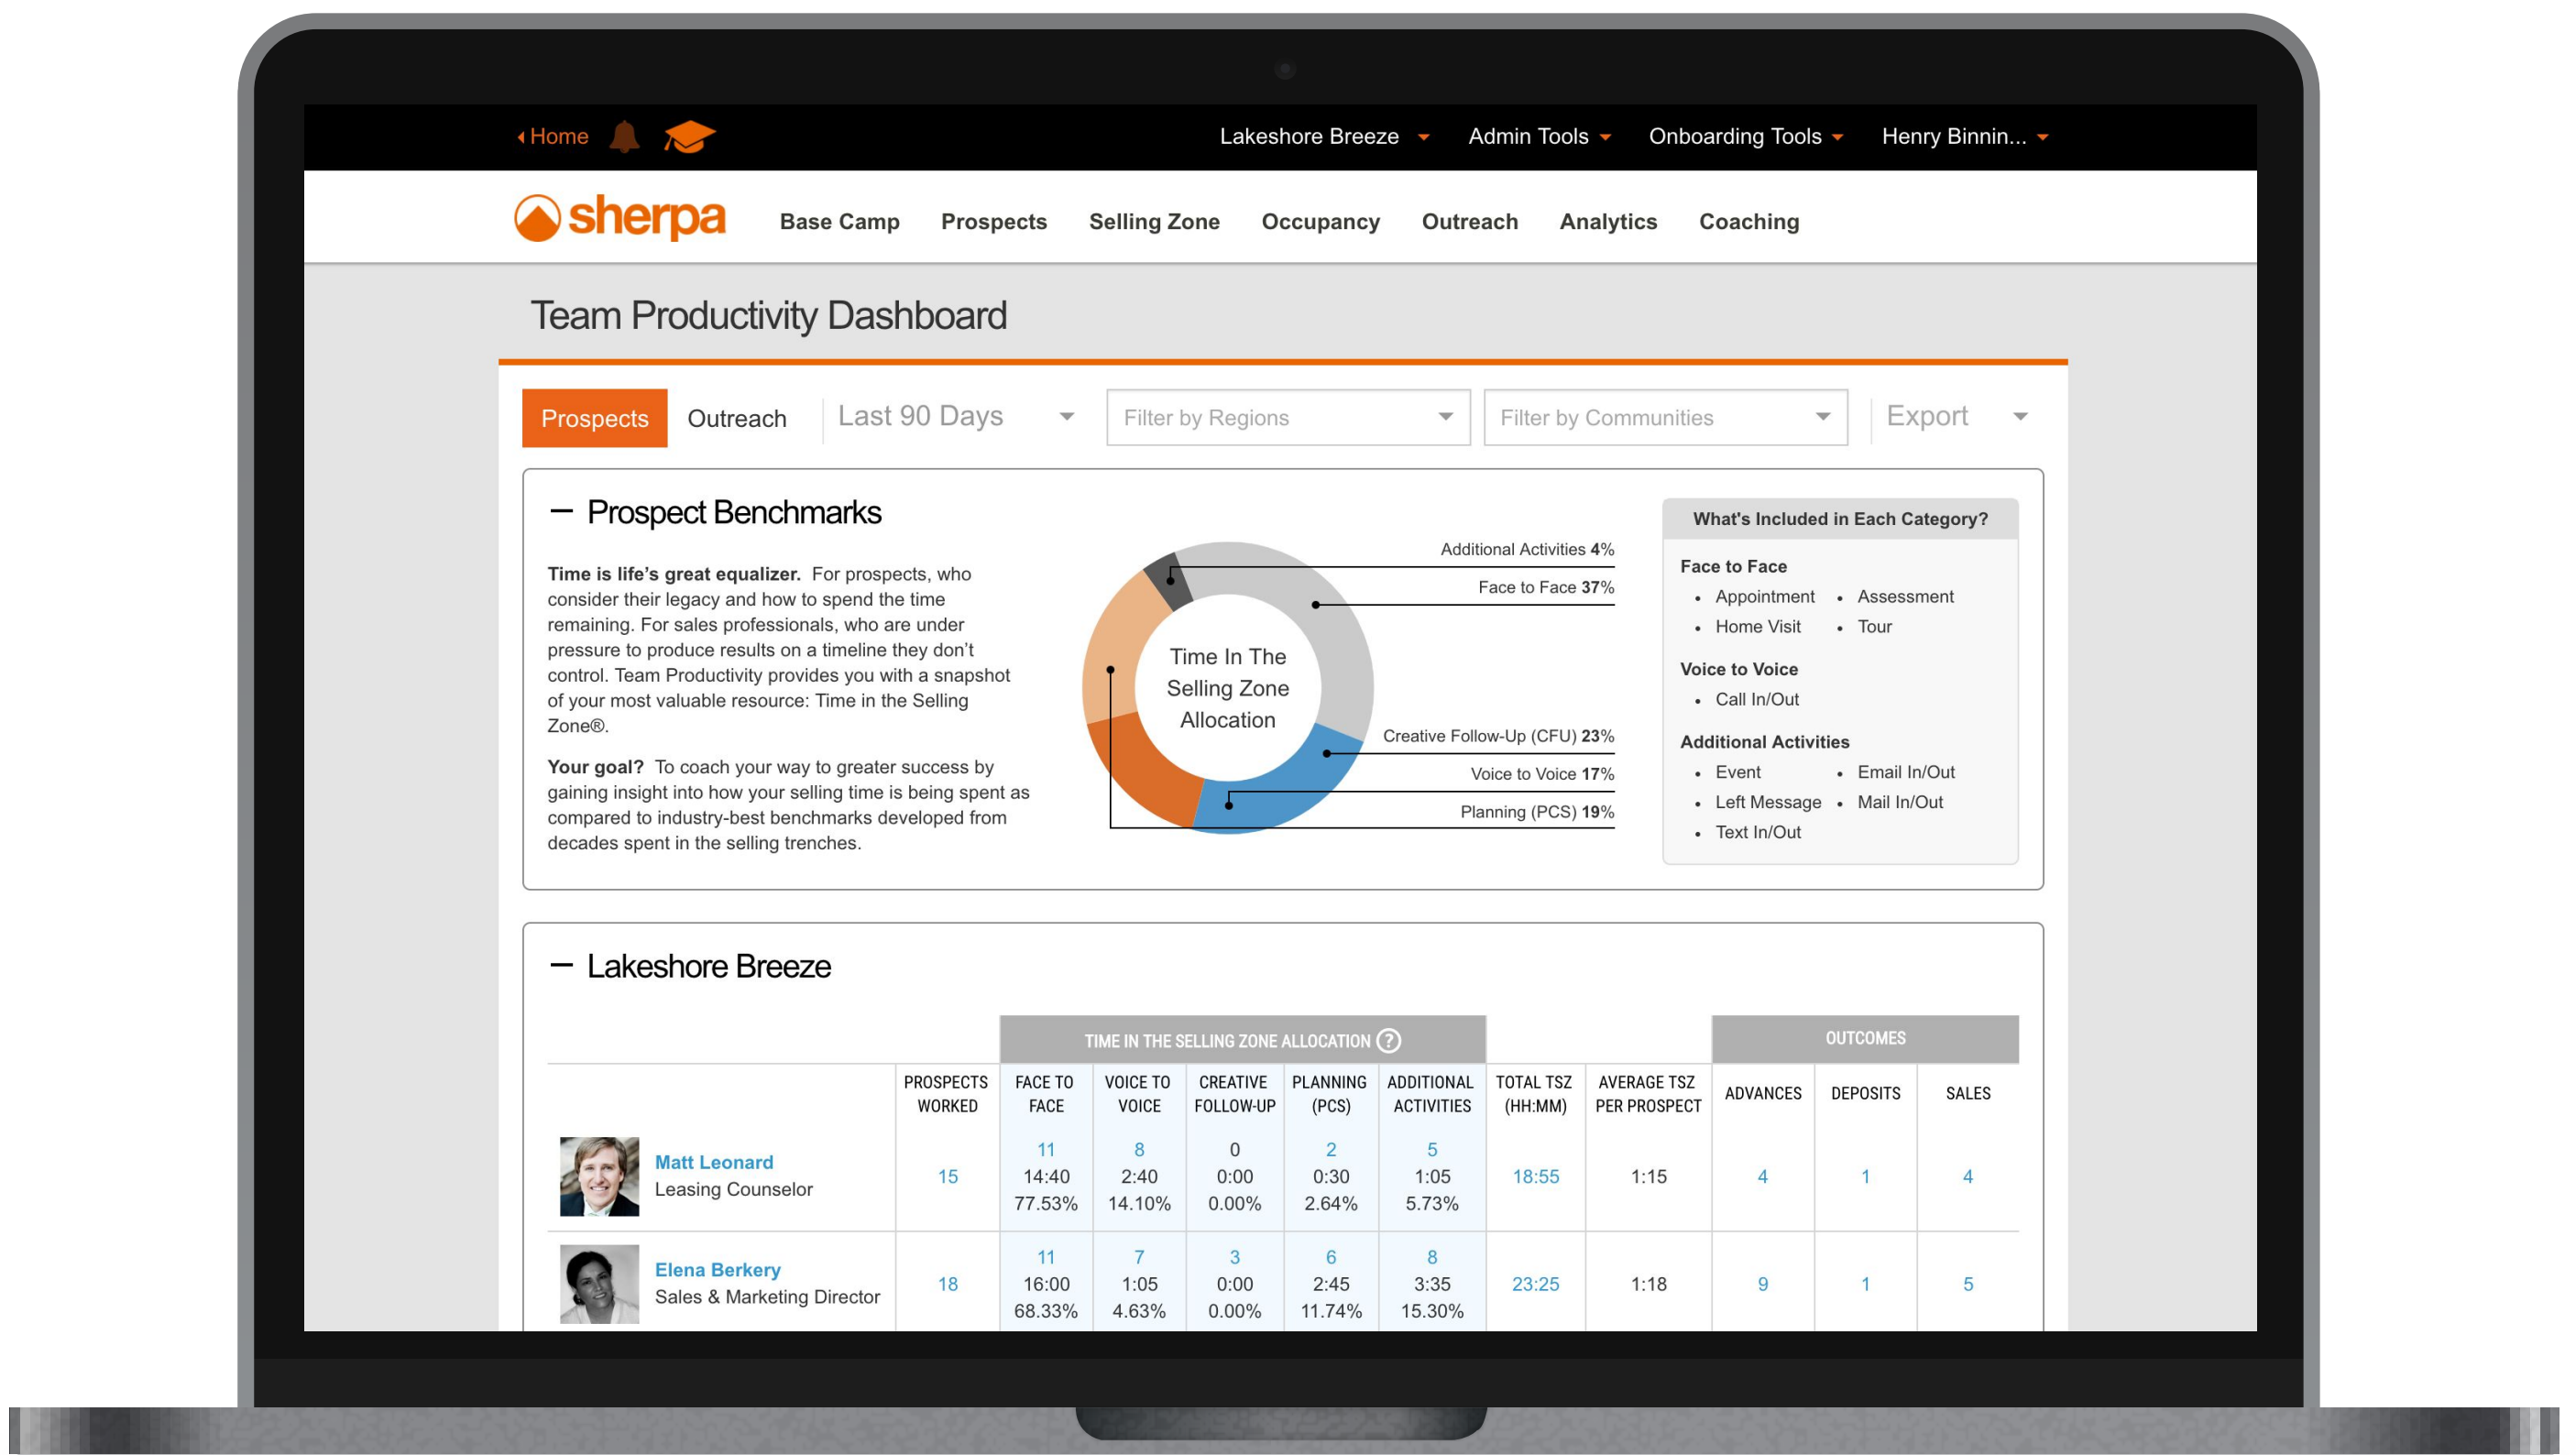 Home
Lakeshore Breeze
Admin Tools
Onboarding Tools
Henry Binnin...
sherpa
Base Camp
Prospects
Selling Zone
Occupancy
Outreach
Analytics
Coaching
Team Productivity Dashboard
Prospects
Outreach
Last 90 Days
Filter by Regions
Filter by Communities
Export
– Prospect Benchmarks
Time is life's great equalizer. For prospects, who
consider their legacy and how to spend the time
remaining. For sales professionals, who are under
pressure to produce results on a timeline they don't
control. Team Productivity provides you with a snapshot
of your most valuable resource: Time in the Selling
Zone®.
Your goal? To coach your way to greater success by
gaining insight into how your selling time is being spent as
compared to industry-best benchmarks developed from
decades spent in the selling trenches.
Time In The
Selling Zone
Allocation
Additional Activities 4%
Face to Face 37%
Creative Follow-Up (CFU) 23%
Voice to Voice 17%
Planning (PCS) 19%
What's Included in Each Category?
Face to Face
• Appointment • Assessment
• Home Visit • Tour
Voice to Voice
• Call In/Out
Additional Activities
• Event • Email In/Out
• Left Message • Mail In/Out
• Text In/Out
– Lakeshore Breeze
TIME IN THE SELLING ZONE ALLOCATION ?
OUTCOMES
PROSPECTS WORKED
FACE TO FACE
VOICE TO VOICE
CREATIVE FOLLOW-UP
PLANNING (PCS)
ADDITIONAL ACTIVITIES
TOTAL TSZ (HH:MM)
AVERAGE TSZ PER PROSPECT
ADVANCES
DEPOSITS
SALES
Matt Leonard
Leasing Counselor
15
11 14:40 77.53%
8 2:40 14.10%
0 0:00 0.00%
2 0:30 2.64%
5 1:05 5.73%
18:55
1:15
4
1
4
Elena Berkery
Sales & Marketing Director
18
11 16:00 68.33%
7 1:05 4.63%
3 0:00 0.00%
6 2:45 11.74%
8 3:35 15.30%
23:25
1:18
9
1
5